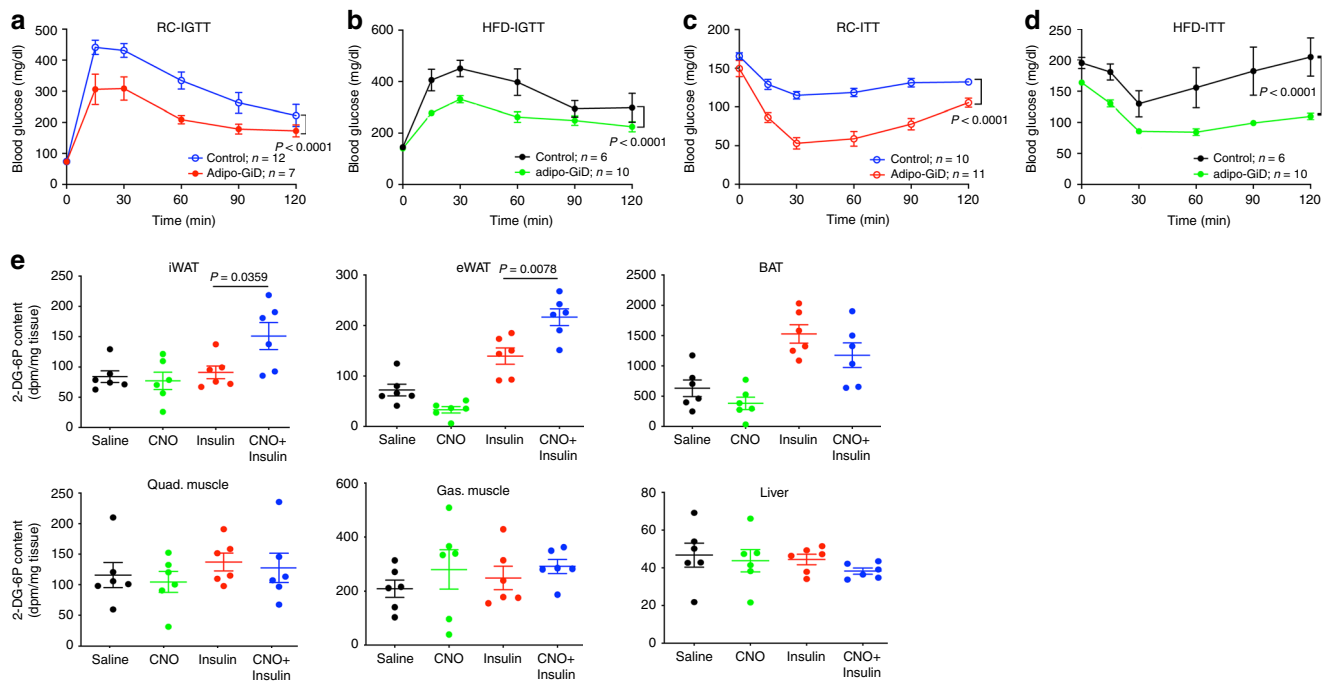 a
RC-IGTT
Blood glucose (mg/dl)
500
400
300
200
100
0
0
30
60
90
120
Time (min)
P < 0.0001
Control; n = 12
Adipo-GiD; n = 7
b
HFD-IGTT
Blood glucose (mg/dl)
600
400
200
0
0
30
60
90
120
Time (min)
P < 0.0001
Control; n = 6
adipo-GiD; n = 10
c
RC-ITT
Blood glucose (mg/dl)
200
150
100
50
0
0
30
60
90
120
Time (min)
P < 0.0001
Control; n = 10
Adipo-GiD; n = 11
d
HFD-ITT
Blood glucose (mg/dl)
250
200
150
100
50
0
0
30
60
90
120
Time (min)
P < 0.0001
Control; n = 6
adipo-GiD; n = 10
e
iWAT
2-DG-6P content
(dpm/mg tissue)
250
200
150
100
50
0
P = 0.0359
Saline
CNO
Insulin
CNO+
Insulin
eWAT
300
200
100
0
P = 0.0078
Saline
CNO
Insulin
CNO+
Insulin
BAT
2500
2000
1500
1000
500
0
Saline
CNO
Insulin
CNO+
Insulin
Quad. muscle
2-DG-6P content
(dpm/mg tissue)
250
200
150
100
50
0
Saline
CNO
Insulin
CNO+
Insulin
Gas. muscle
600
400
200
0
Saline
CNO
Insulin
CNO+
Insulin
Liver
80
60
40
20
0
Saline
CNO
Insulin
CNO+
Insulin